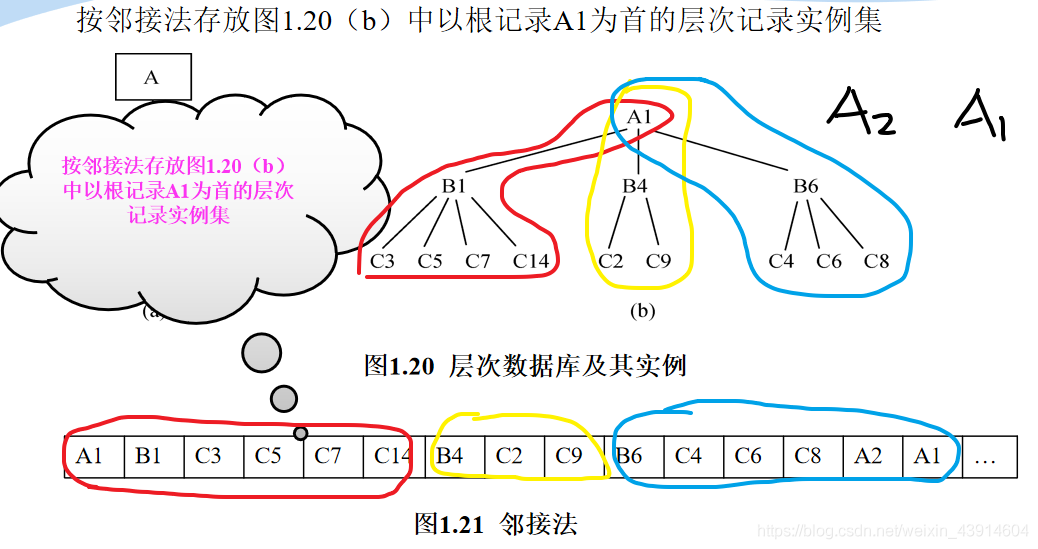 按邻接法存放图1.20（b）中以根记录A1为首的层次记录实例集
A
按邻接法存放图1.20（b）
中以根记录A1为首的层次
记录实例集
A1
A2 A1
B1 B4 B6
C3 C5 C7 C14 C2 C9 C4 C6 C8
(b)
图1.20 层次数据库及其实例
A1 B1 C3 C5 C7 C14 B4 C2 C9 B6 C4 C6 C8 A2 A1 …
图1.21 邻接法
https://blog.csdn.net/weixin_43914604